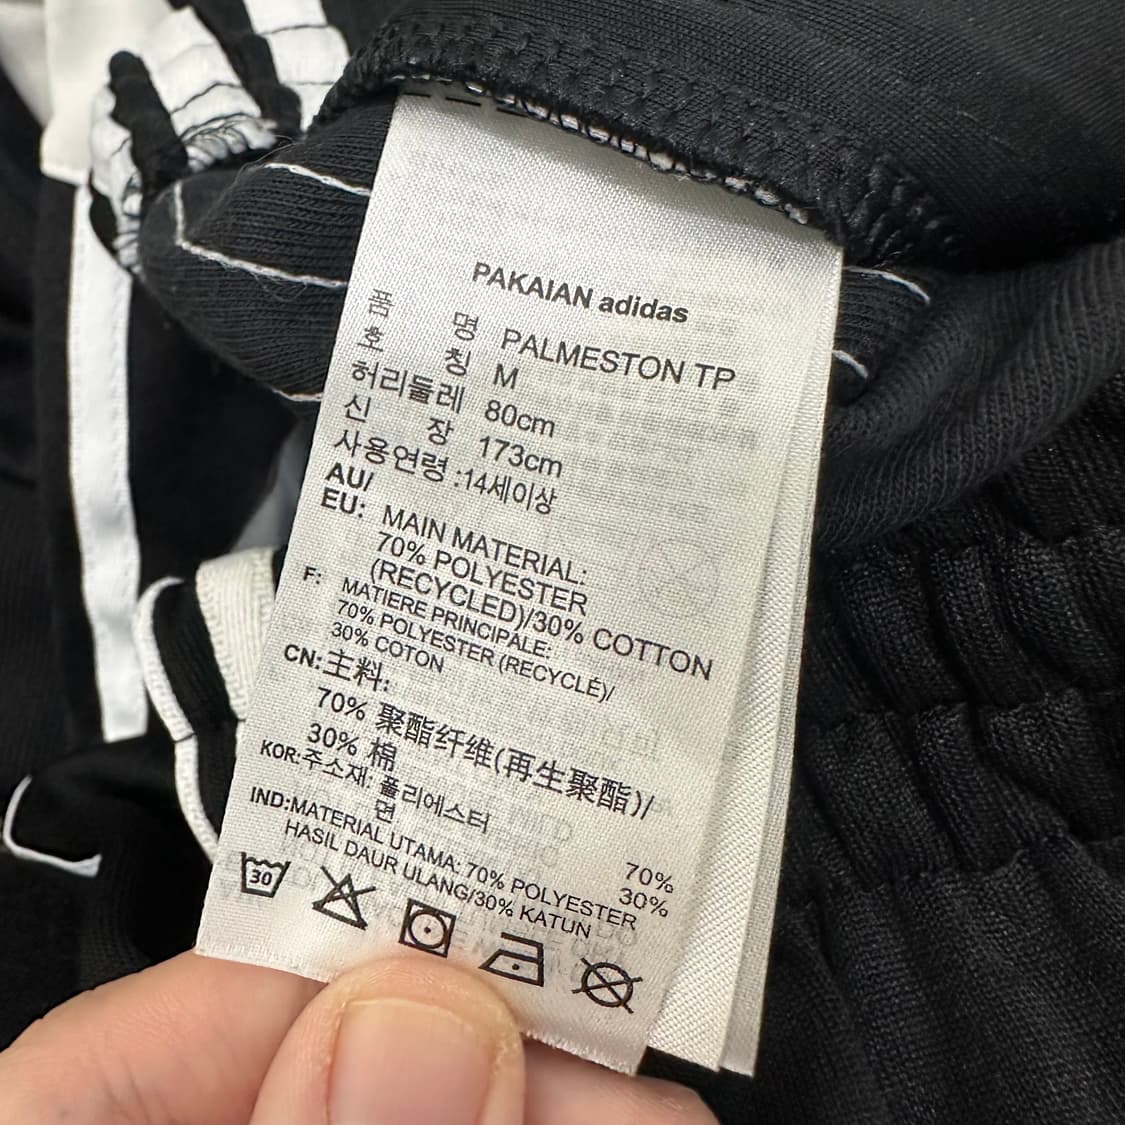 PAKAIAN adidas
품 명 PALMESTON TP
호 칭 M
허리둘레 80cm
신 장 173cm
사용연령 :14세이상
AU/
EU: MAIN MATERIAL:
70% POLYESTER
(RECYCLED)/30% COTTON
F: MATIERE PRINCIPALE:
70% POLYESTER (RECYCLÉ)/
30% COTON
CN:主料:
70% 聚酯纤维(再生聚酯)/
30% 棉
KOR:주소재: 폴리에스터 70%
면 30%
IND:MATERIAL UTAMA: 70% POLYESTER
HASIL DAUR ULANG/30% KATUN
30